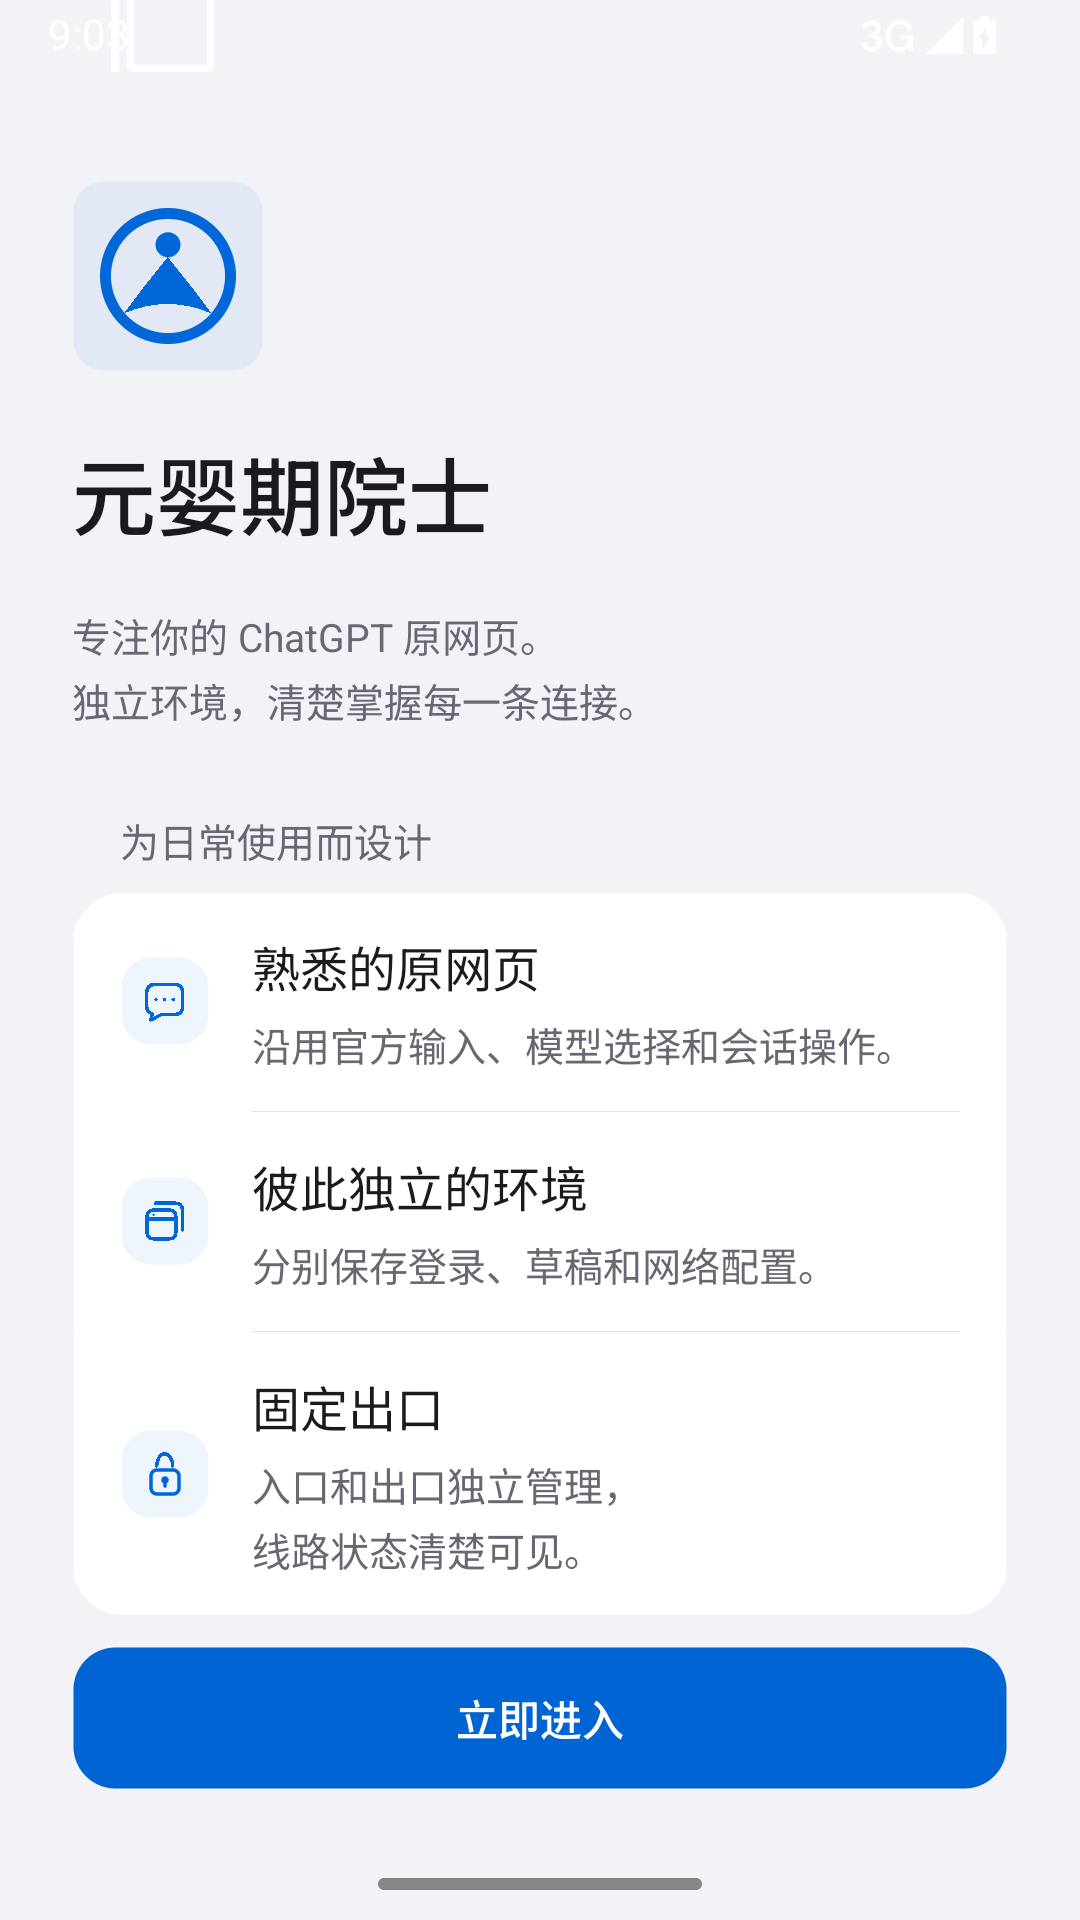 9:03
3G
元婴期院士
专注你的 ChatGPT 原网页。
独立环境，清楚掌握每一条连接。
为日常使用而设计
熟悉的原网页
沿用官方输入、模型选择和会话操作。
彼此独立的环境
分别保存登录、草稿和网络配置。
固定出口
入口和出口独立管理，
线路状态清楚可见。
立即进入